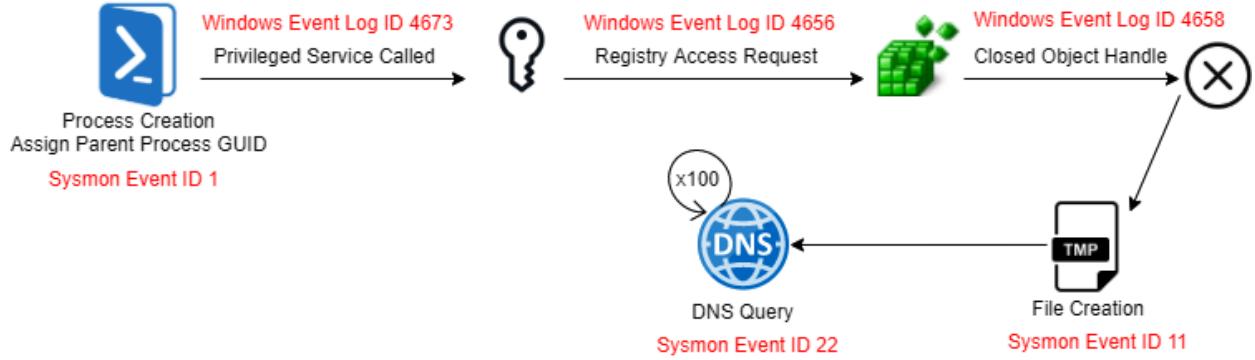 Windows Event Log ID 4673
Privileged Service Called
Windows Event Log ID 4656
Registry Access Request
Windows Event Log ID 4658
Closed Object Handle
Process Creation
Assign Parent Process GUID
Sysmon Event ID 1
x100
DNS
DNS Query
Sysmon Event ID 22
TMP
File Creation
Sysmon Event ID 11